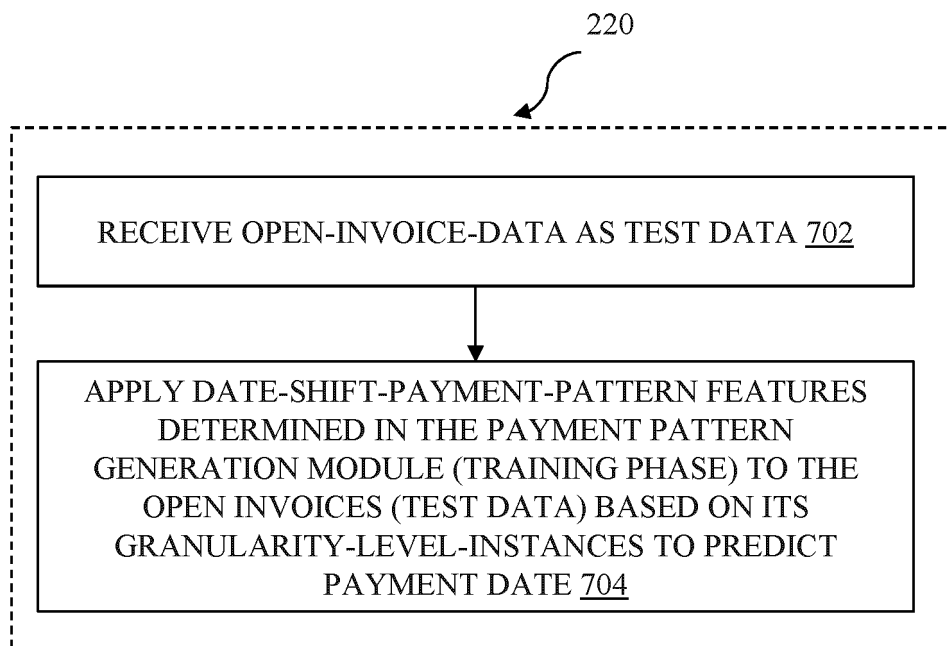 220
RECEIVE OPEN-INVOICE-DATA AS TEST DATA 702
APPLY DATE-SHIFT-PAYMENT-PATTERN FEATURES
DETERMINED IN THE PAYMENT PATTERN
GENERATION MODULE (TRAINING PHASE) TO THE
OPEN INVOICES (TEST DATA) BASED ON ITS
GRANULARITY-LEVEL-INSTANCES TO PREDICT
PAYMENT DATE 704